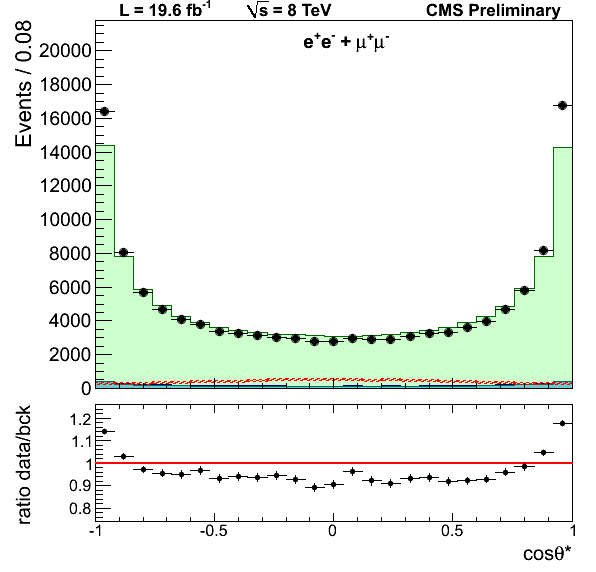 L = 19.6 fb⁻¹ √s = 8 TeV CMS Preliminary
e⁺e⁻ + μ⁺μ⁻
Events / 0.08
20000
18000
16000
14000
12000
10000
8000
6000
4000
2000
0
ratio data/bck
1.2
1.1
1
0.9
0.8
-1 -0.5 0 0.5 1
cosθ*